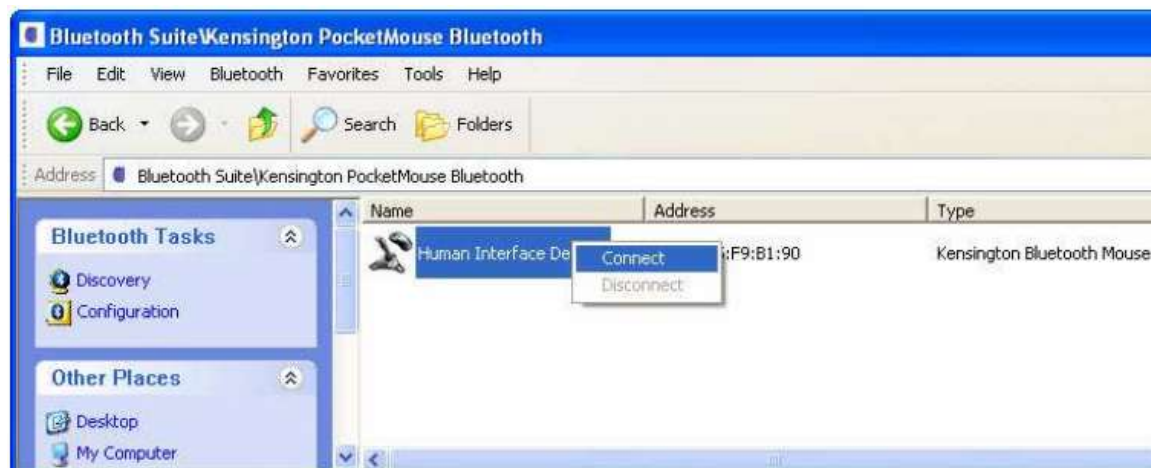 Bluetooth Suite\Kensington PocketMouse Bluetooth
File Edit View Bluetooth Favorites Tools Help
Back Search Folders
Address Bluetooth Suite\Kensington PocketMouse Bluetooth
Name Address Type
Bluetooth Tasks
Human Interface De Connect :F9:B1:90 Kensington Bluetooth Mouse
Disconnect
Discovery
Configuration
Other Places
Desktop
My Computer